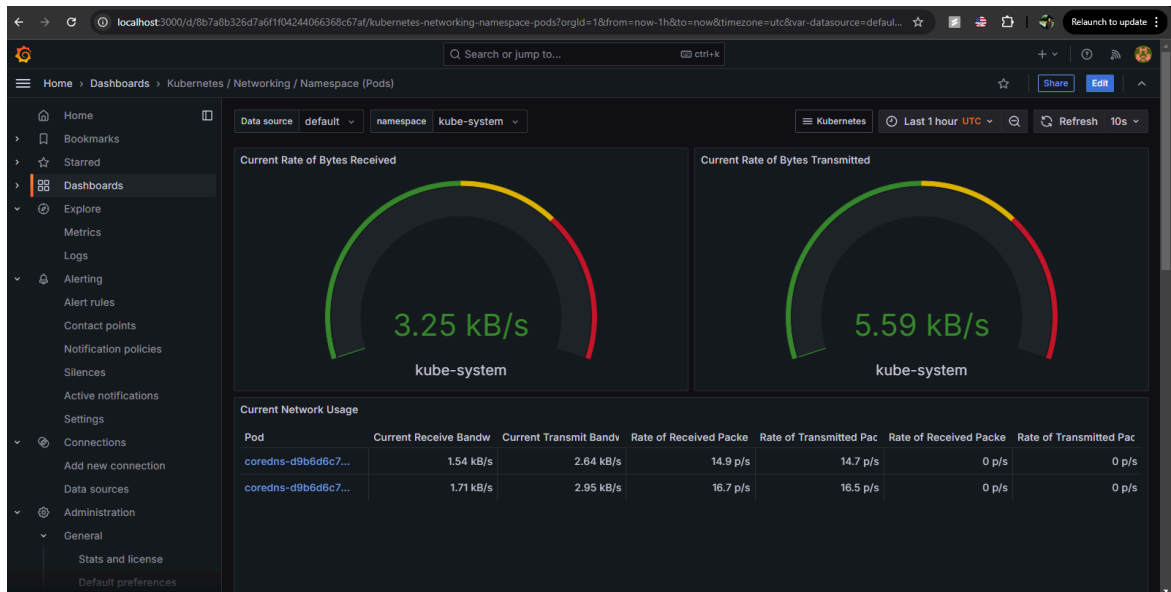 localhost:3000/d/8b7a8b326d7a6f1f04244066368c67af/kubernetes-networking-namespace-pods?orgId=1&from=now-1h&to=now&timezone=utc&var-datasource=defaul...
Relaunch to update
Search or jump to...
ctrl+k
Home › Dashboards › Kubernetes / Networking / Namespace (Pods)
Share
Edit
Home
Bookmarks
Starred
Dashboards
Explore
Metrics
Logs
Alerting
Alert rules
Contact points
Notification policies
Silences
Active notifications
Settings
Connections
Add new connection
Data sources
Administration
General
Stats and license
Default preferences
Data source default namespace kube-system
Kubernetes Last 1 hour UTC Refresh 10s
Current Rate of Bytes Received
3.25 kB/s
kube-system
Current Rate of Bytes Transmitted
5.59 kB/s
kube-system
Current Network Usage
Pod Current Receive Bandw Current Transmit Bandv Rate of Received Packe Rate of Transmitted Pac Rate of Received Packe Rate of Transmitted Pac
coredns-d9b6d6c7... 1.54 kB/s 2.64 kB/s 14.9 p/s 14.7 p/s 0 p/s 0 p/s
coredns-d9b6d6c7... 1.71 kB/s 2.95 kB/s 16.7 p/s 16.5 p/s 0 p/s 0 p/s